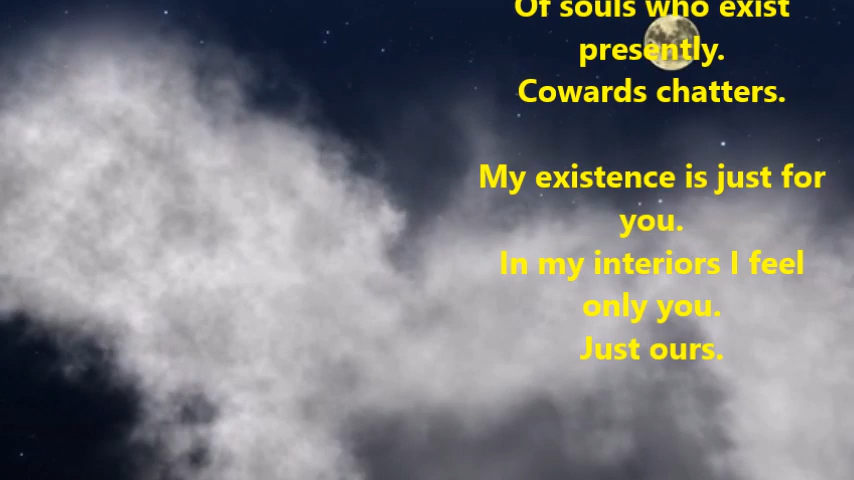 Of souls who exist
presently.
Cowards chatters.
My existence is just for
you.
In my interiors I feel
only you.
Just ours.